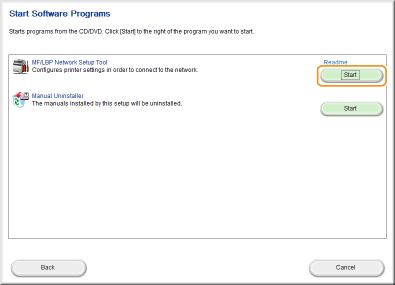 Start Software Programs
Starts programs from the CD/DVD. Click [Start] to the right of the program you want to start.
MF/LBP Network Setup Tool
Readme
Configures printer settings in order to connect to the network.
Start
Manual Uninstaller
The manuals installed by this setup will be uninstalled.
Start
Back
Cancel